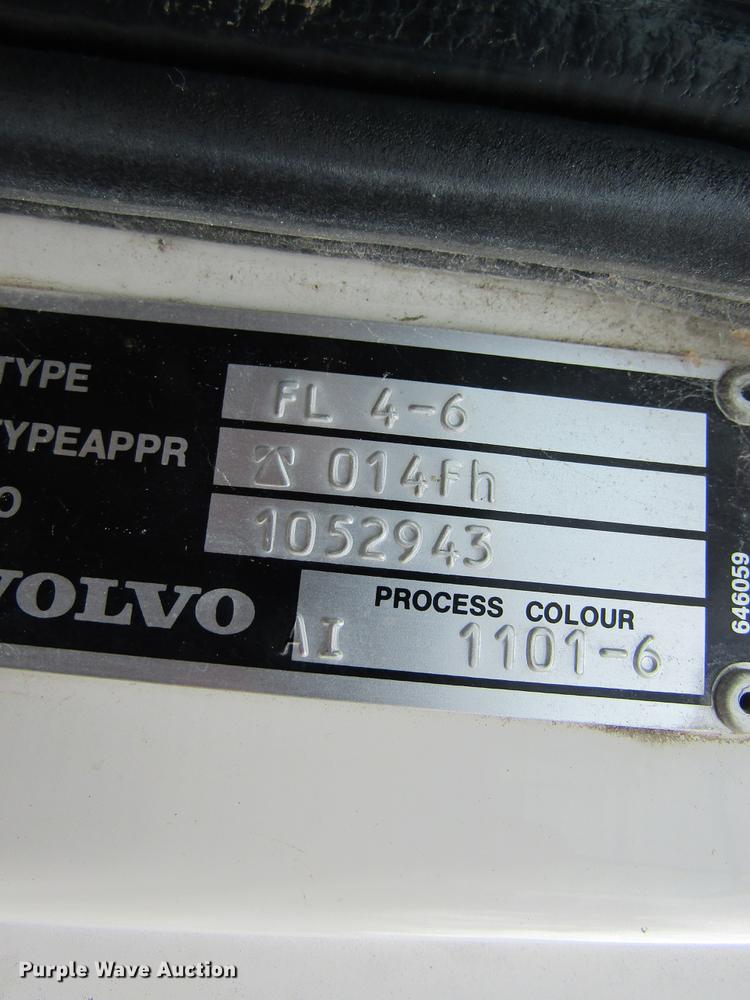 TYPE FL 4-6
TYPEAPPR 014Fh
O 1052943
VOLVO PROCESS COLOUR
AI 1101-6
646059
Purple Wave Auction